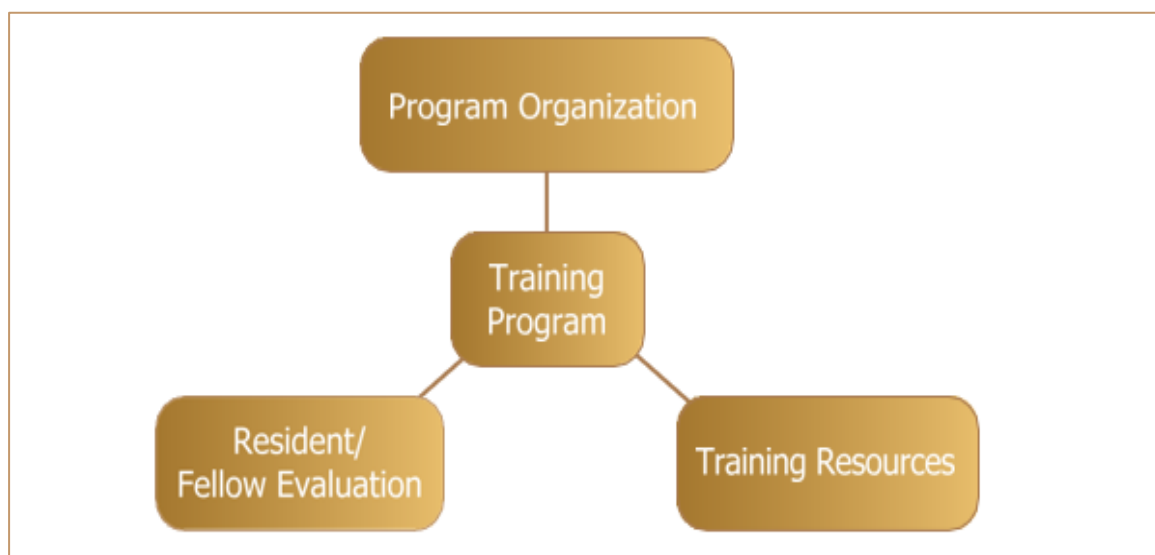 Program Organization
Training
Program
Resident/
Fellow Evaluation
Training Resources